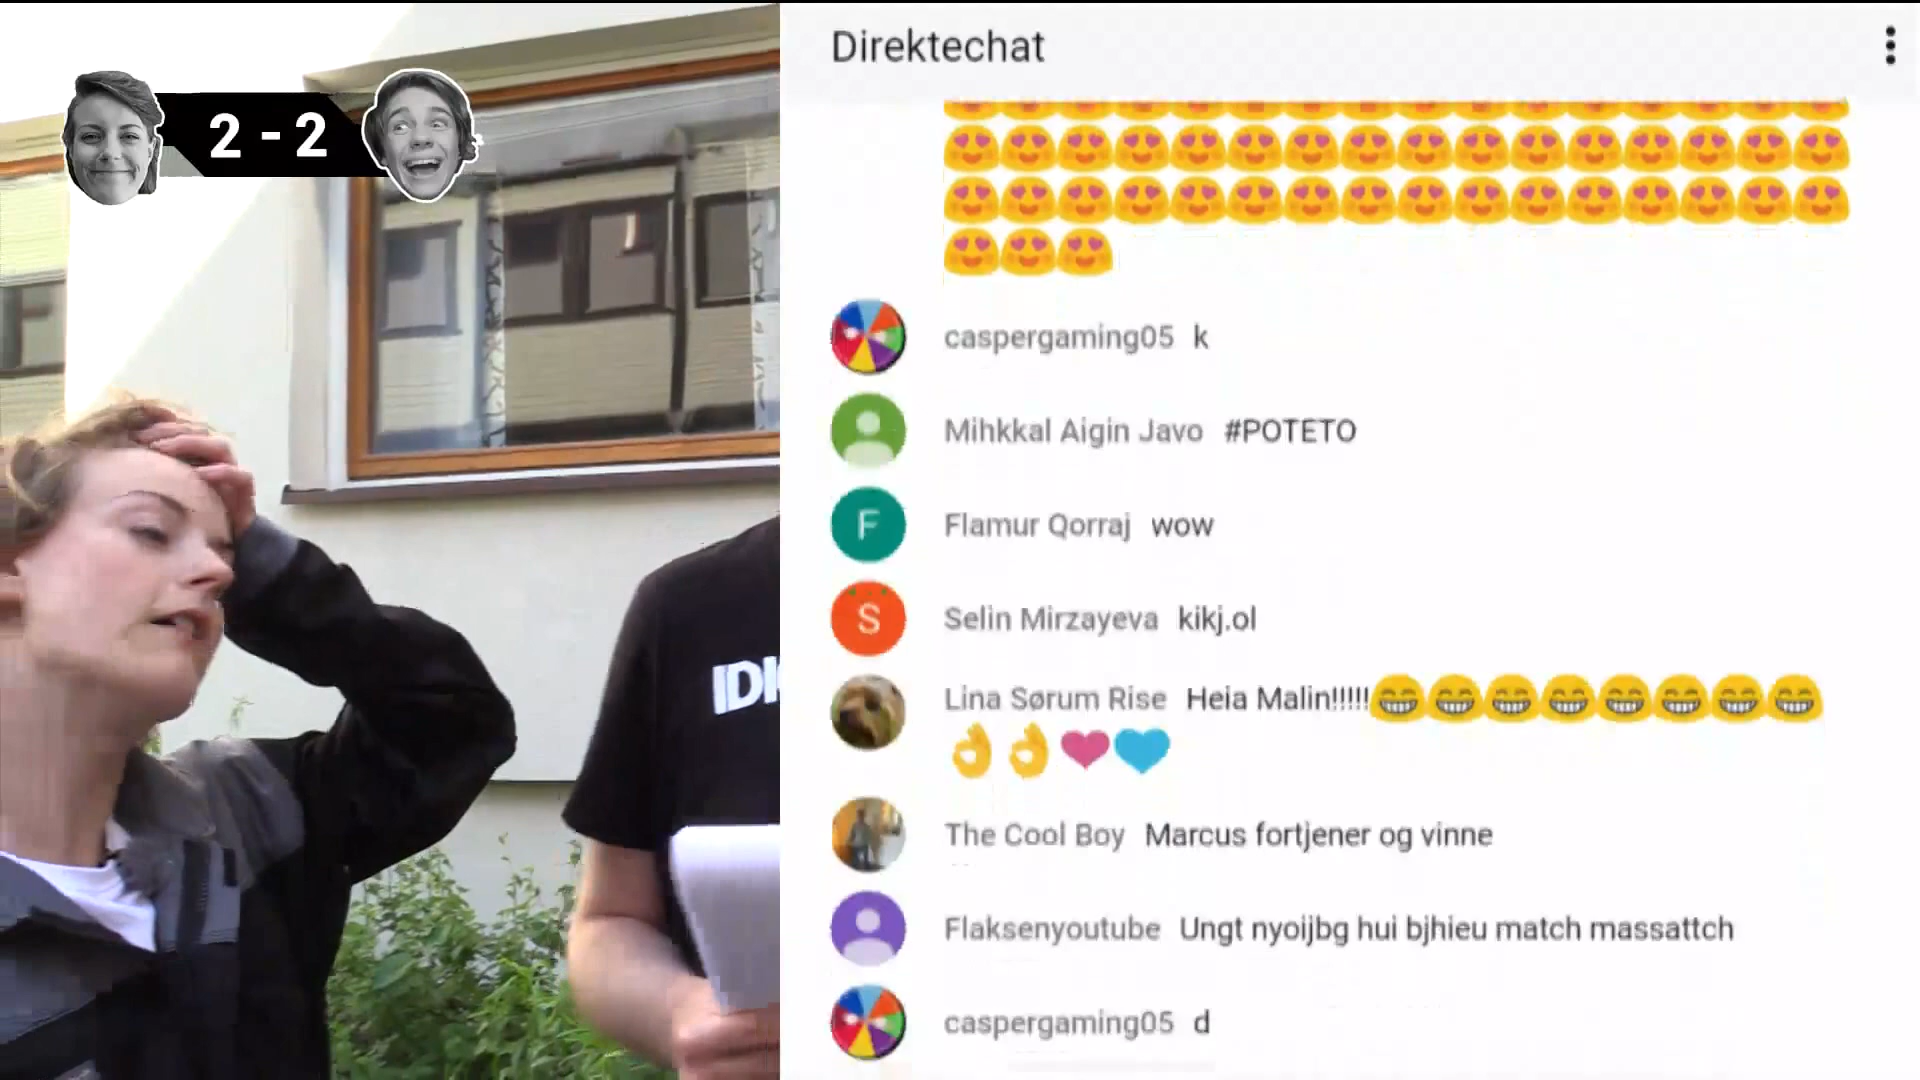 2 - 2
Direktechat
caspergaming05 k
Mihkkal Aigin Javo #POTETO
Flamur Qorraj wow
F
Selin Mirzayeva kikj.ol
S
Lina Sørum Rise Heia Malin!!!!!😁😁😁😁😁😁😁😁
👌👌❤💙
The Cool Boy Marcus fortjener og vinne
Flaksenyoutube Ungt nyoijbg hui bjhieu match massattch
caspergaming05 d